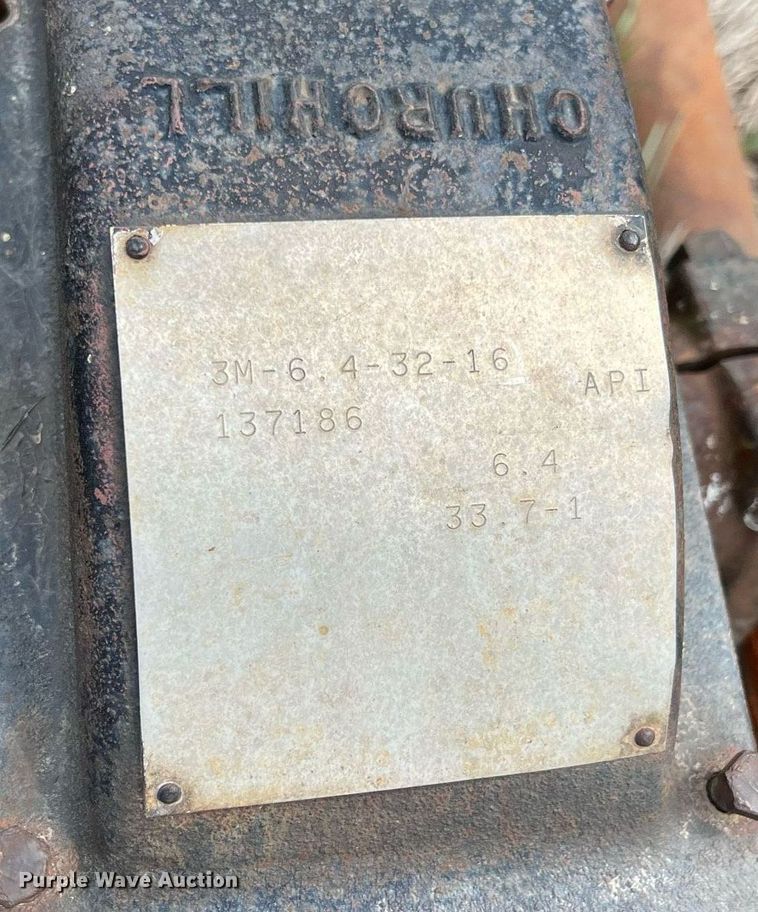 CHURCHILL
3M-6.4-32-16
API
137186
6.4
33.7-1
Purple Wave Auction